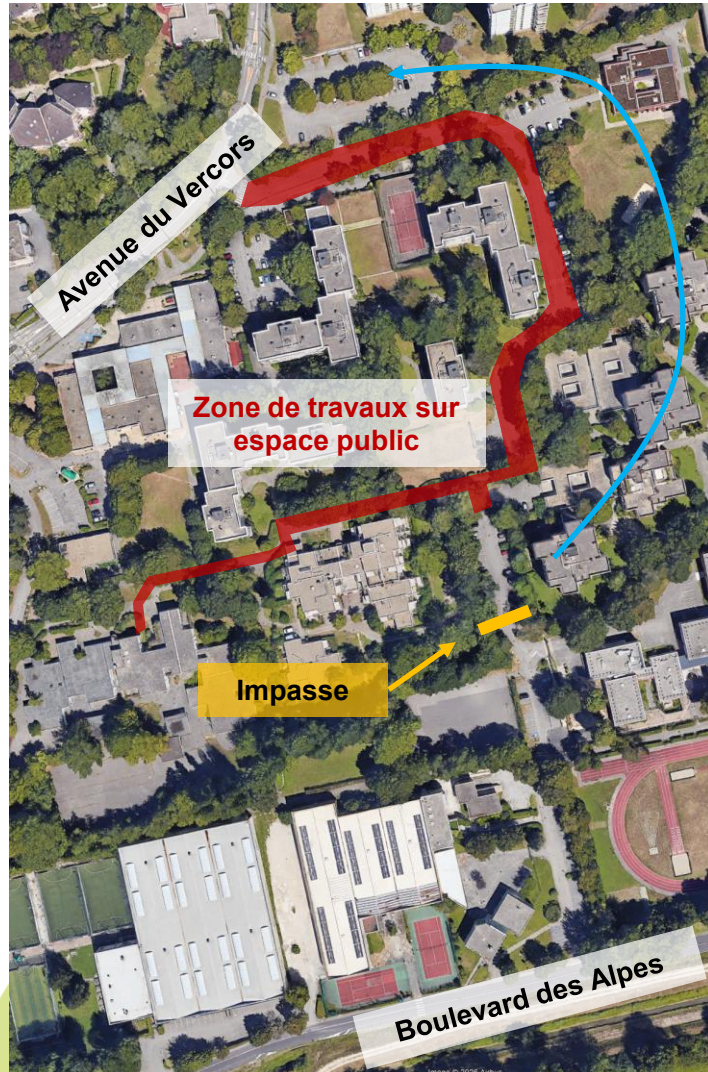 Avenue du Vercors
Zone de travaux sur
espace public
Impasse
Boulevard des Alpes